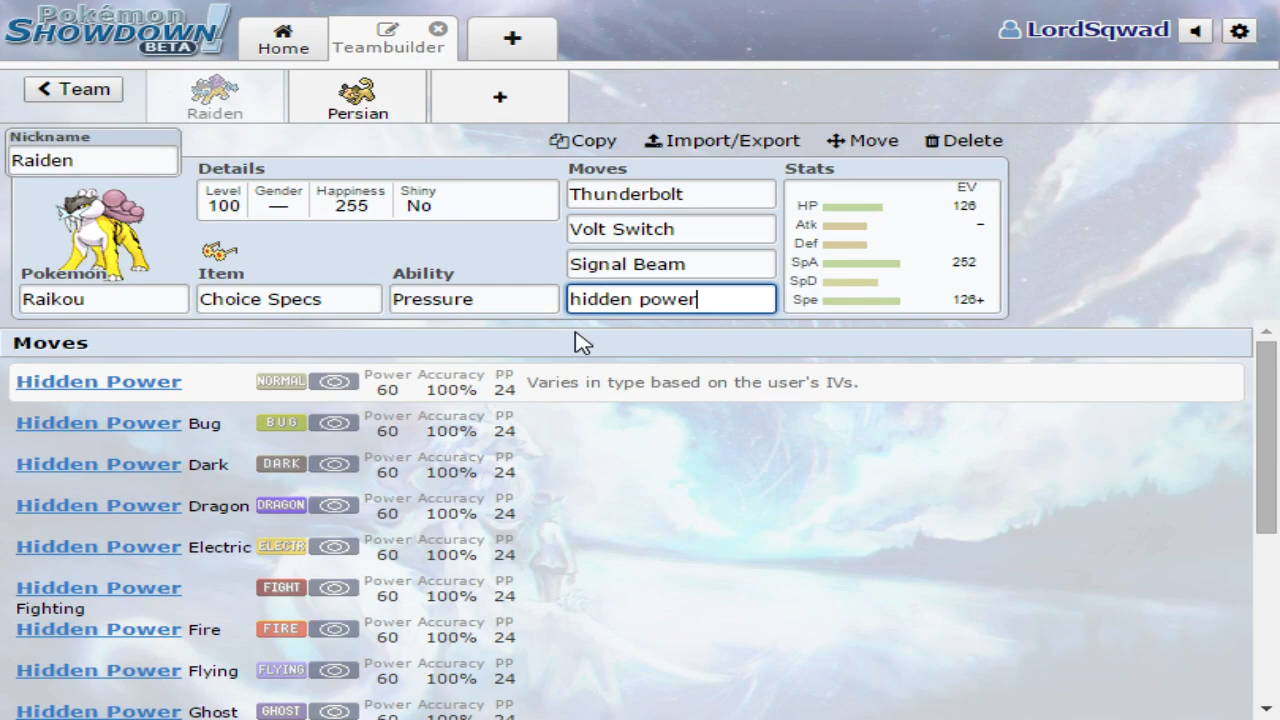 Pokémon
SHOWDOWN!
BETA
Home
Teambuilder
+
LordSqwad
< Team
Raiden
Persian
+
Nickname
Raiden
Copy
Import/Export
Move
Delete
Details
Level
Gender
Happiness
Shiny
100
—
255
No
Pokémon
Raikou
Item
Choice Specs
Ability
Pressure
Moves
Thunderbolt
Volt Switch
Signal Beam
hidden power
Stats
EV
HP 126
Atk –
Def
SpA 252
SpD
Spe 126+
Moves
Hidden Power NORMAL Power 60 Accuracy 100% PP 24 Varies in type based on the user's IVs.
Hidden Power Bug BUG Power 60 Accuracy 100% PP 24
Hidden Power Dark DARK Power 60 Accuracy 100% PP 24
Hidden Power Dragon DRAGON Power 60 Accuracy 100% PP 24
Hidden Power Electric ELECTR Power 60 Accuracy 100% PP 24
Hidden Power Fighting FIGHT Power 60 Accuracy 100% PP 24
Hidden Power Fire FIRE Power 60 Accuracy 100% PP 24
Hidden Power Flying FLYING Power 60 Accuracy 100% PP 24
Hidden Power Ghost GHOST Power 60 Accuracy 100% PP 24